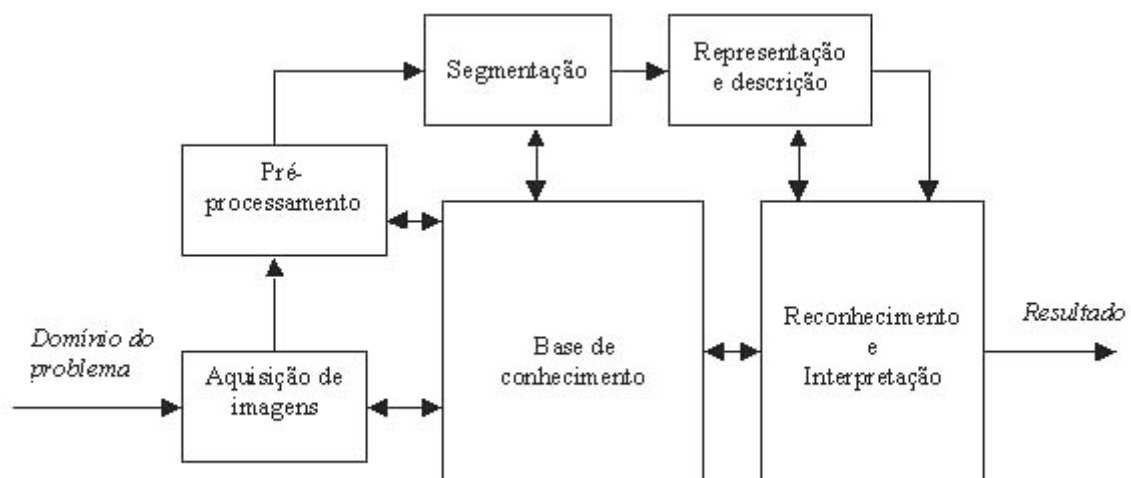 Segmentação
Representação
e descrição
Pré-
processamento
Domínio do
problema
Aquisição de
imagens
Base de
conhecimento
Reconhecimento
e
Interpretação
Resultado